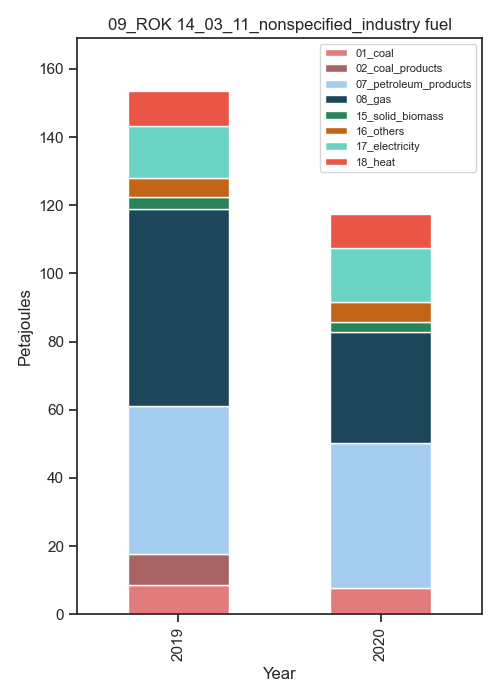 09_ROK 14_03_11_nonspecified_industry fuel
01_coal
02_coal_products
07_petroleum_products
08_gas
15_solid_biomass
16_others
17_electricity
18_heat
160
140
120
100
80
60
40
20
0
Petajoules
2019
2020
Year